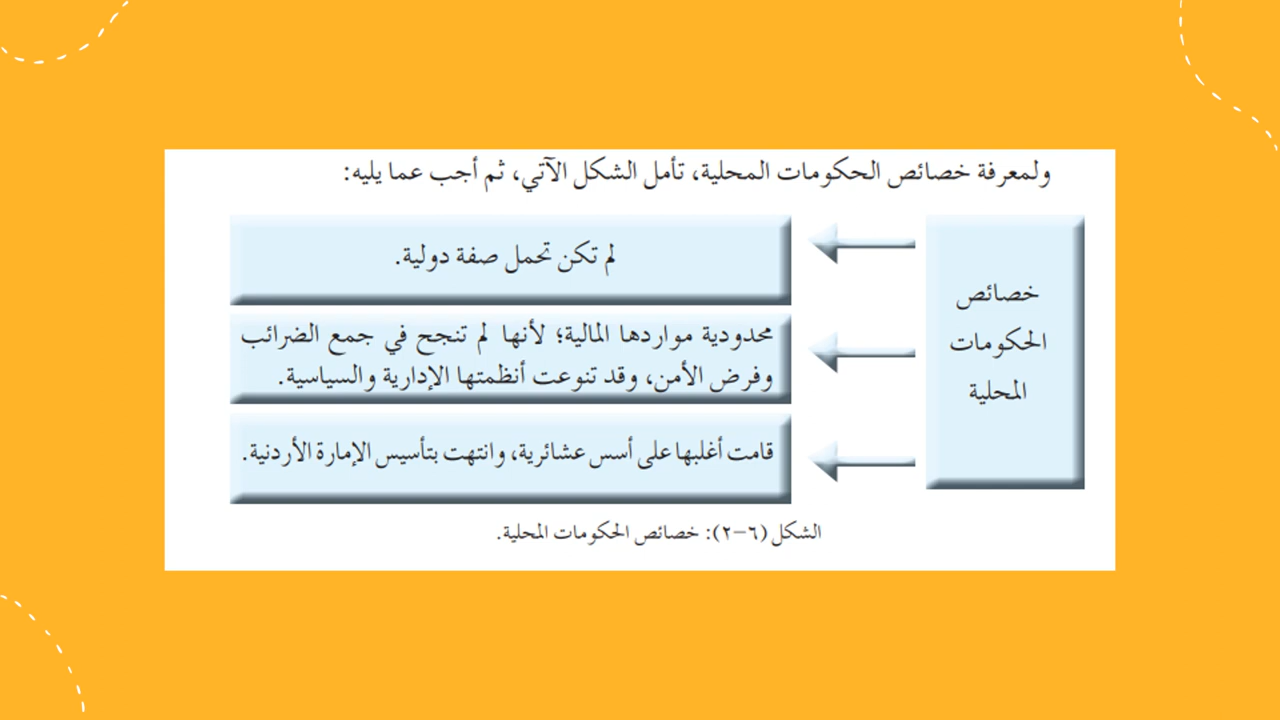 ولمعرفة خصائص الحكومات المحلية، تأمل الشكل الآتي، ثم أجب عما يليه:
خصائص
الحكومات
المحلية
لم تكن تحمل صفة دولية.
محدودية مواردها المالية؛ لأنها لم تنجح في جمع الضرائب
وفرض الأمن، وقد تنوعت أنظمتها الإدارية والسياسية.
قامت أغلبها على أسس عشائرية، وانتهت بتأسيس الإمارة الأردنية.
الشكل (٦-٢): خصائص الحكومات المحلية.